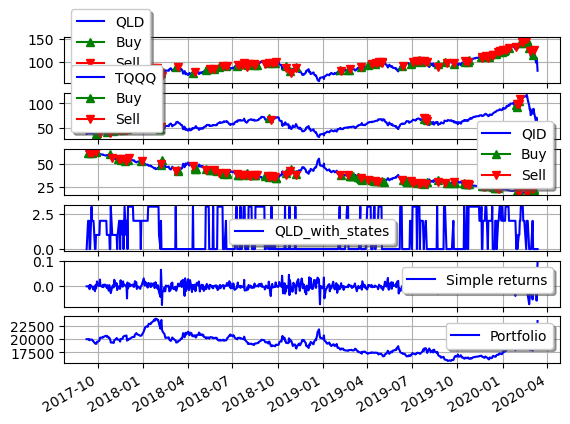 QLD
Buy
Sell
150
100
TQQQ
Buy
Sell
100
50
QID
Buy
Sell
50
25
2.5
0.0
QLD_with_states
0.1
0.0
Simple returns
22500
20000
17500
Portfolio
2017-10
2018-01
2018-04
2018-07
2018-10
2019-01
2019-04
2019-07
2019-10
2020-01
2020-04